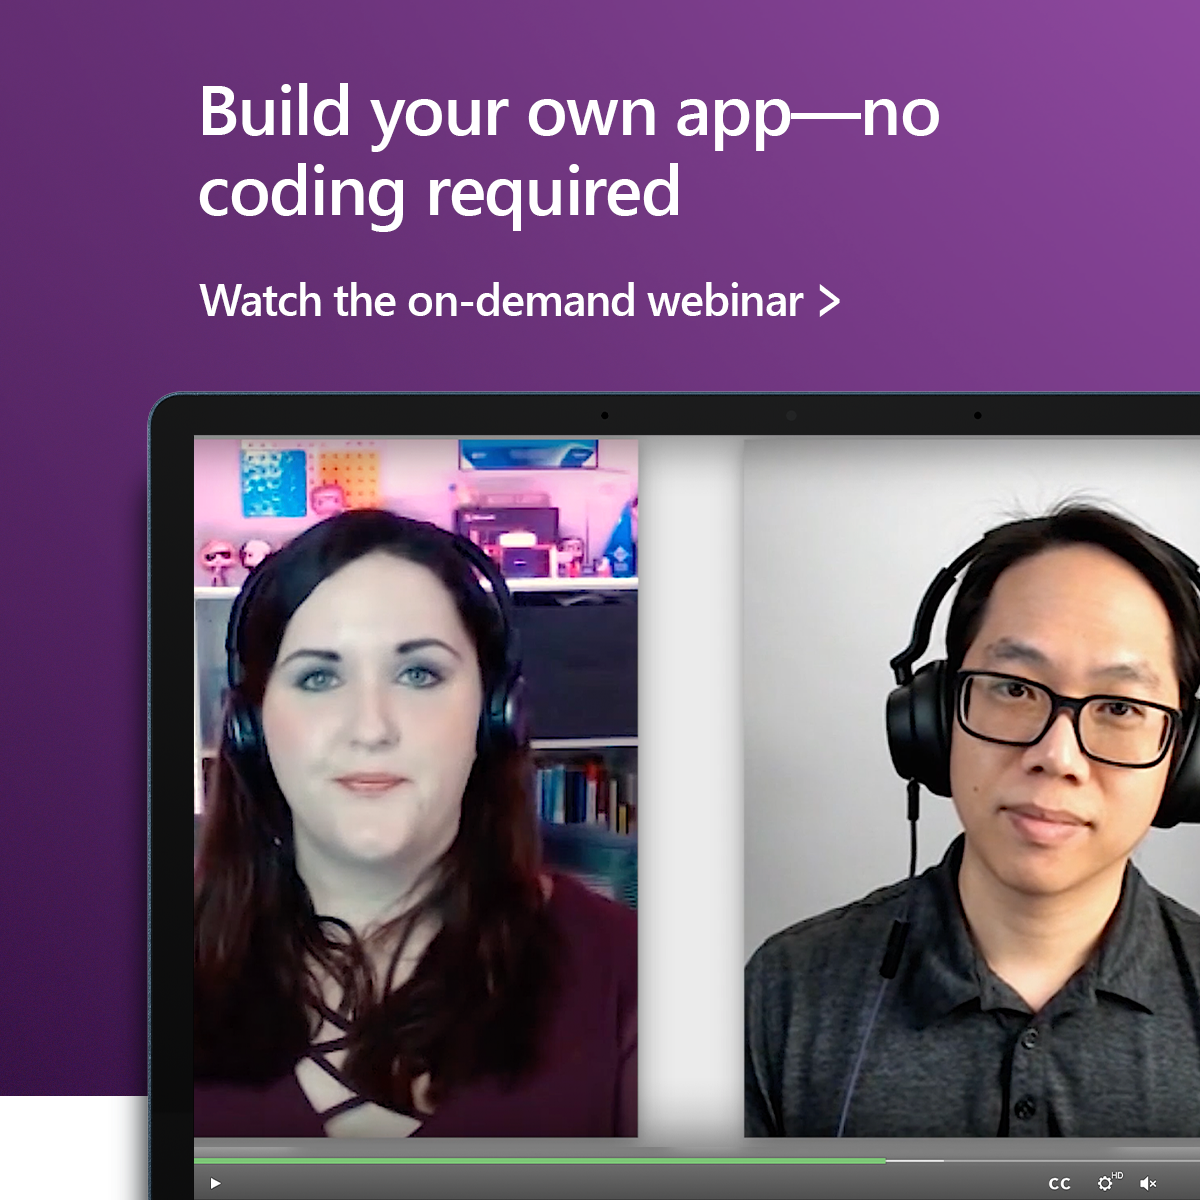 Build your own app—no
coding required
Watch the on-demand webinar >
CC
HD